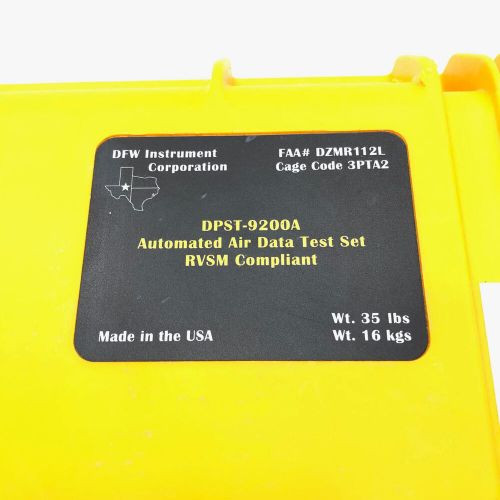 DFW Instrument
Corporation
FAA# DZMR112L
Cage Code 3PTA2
DPST-9200A
Automated Air Data Test Set
RVSM Compliant
Made in the USA
Wt. 35 lbs
Wt. 16 kgs